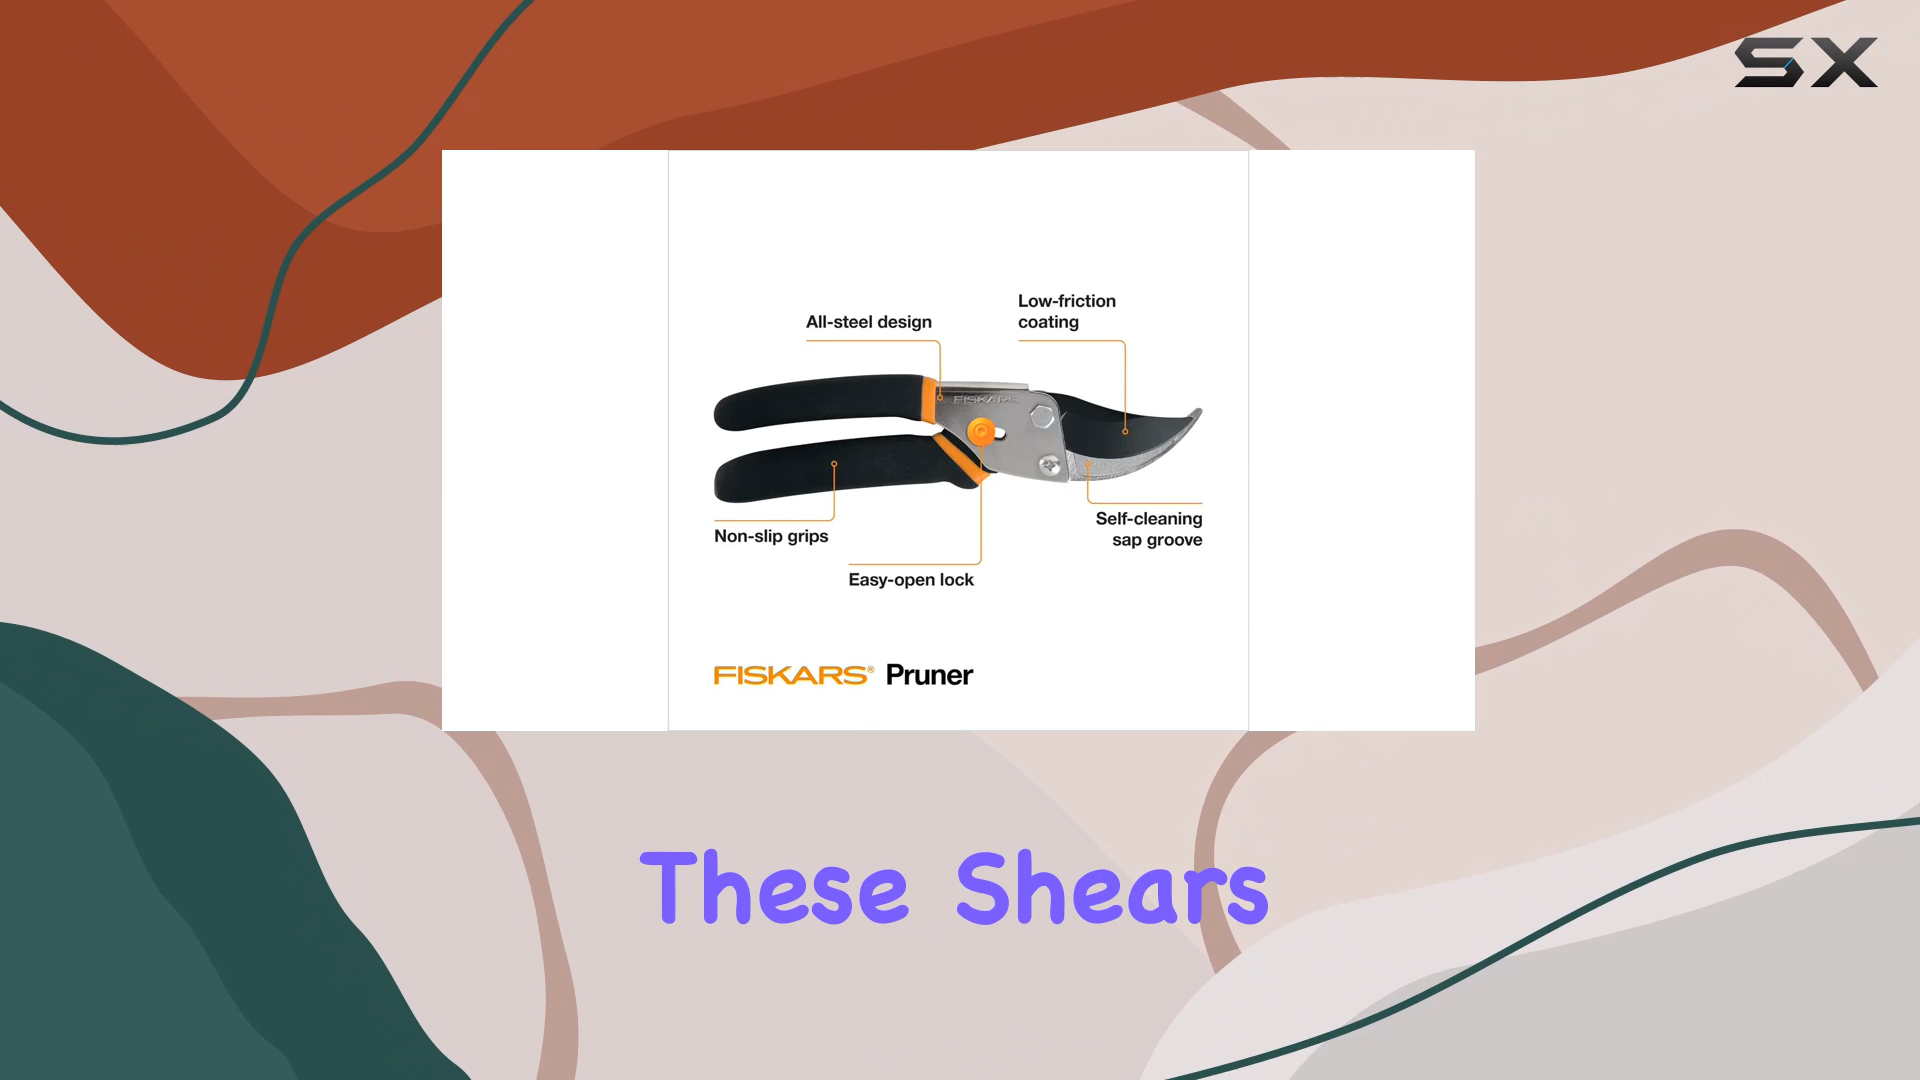 SX
Low-friction
coating
All-steel design
FISKARS
Self-cleaning
sap groove
Non-slip grips
Easy-open lock
FISKARS® Pruner
These Shears